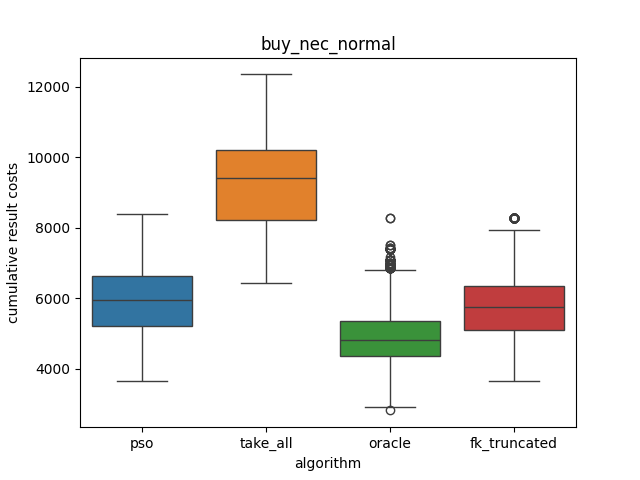 buy_nec_normal
cumulative result costs
12000
10000
8000
6000
4000
pso take_all oracle fk_truncated
algorithm